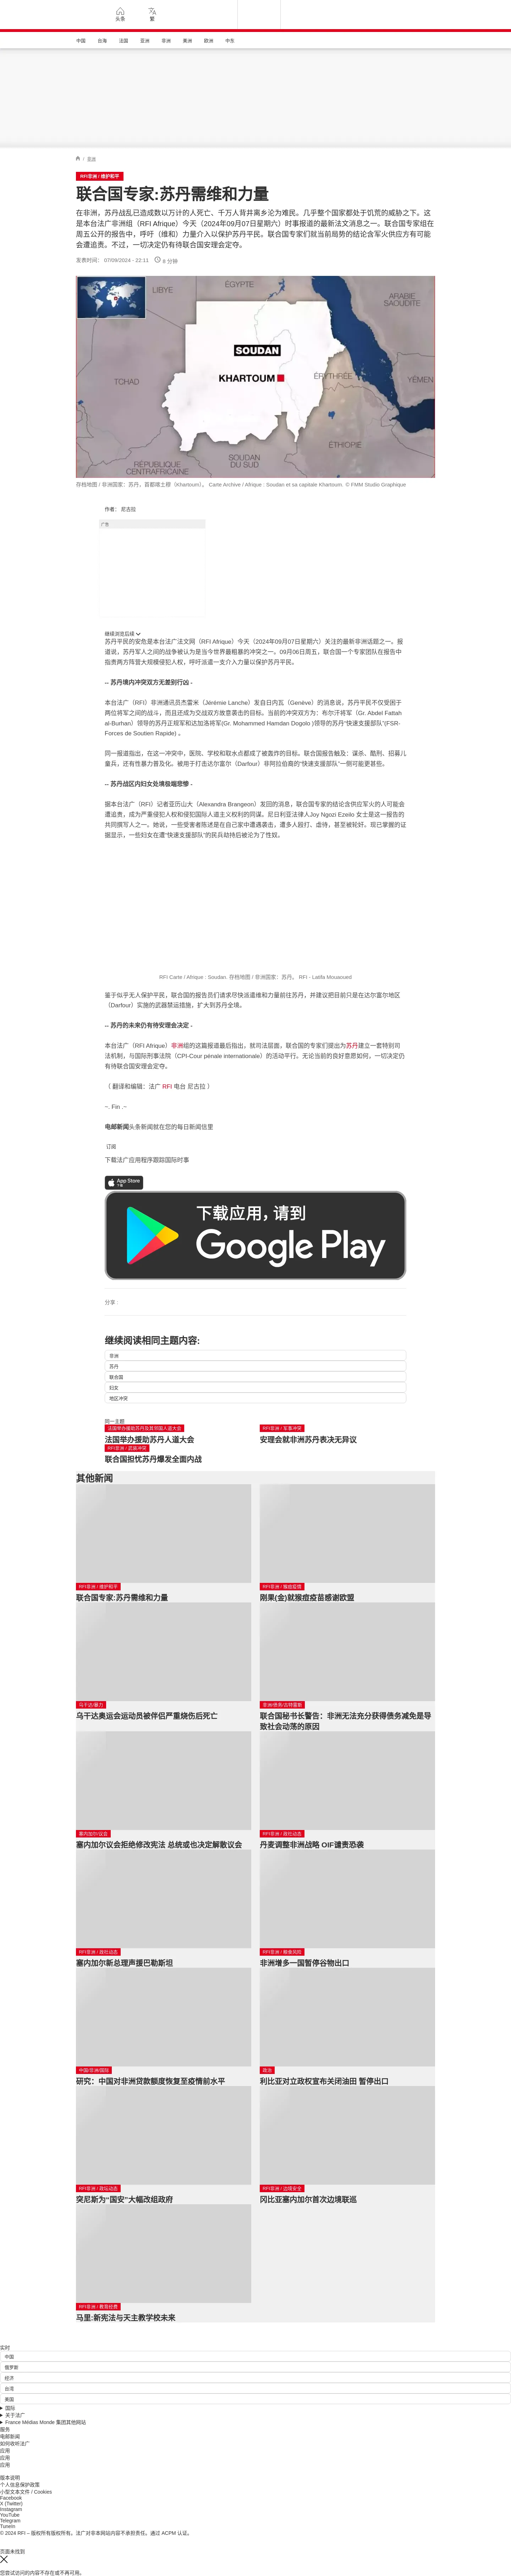 头条
繁
中国
台海
法国
亚洲
非洲
美洲
欧洲
中东
/ 非洲
RFI非洲 / 维护和平
联合国专家:苏丹需维和力量
在非洲，苏丹战乱已造成数以万计的人死亡、千万人背井离乡沦为难民。几乎整个国家都处于饥荒的威胁之下。这
是本台法广非洲组（RFI Afrique）今天（2024年09月07日星期六）时事报道的最新法文消息之一。联合国专家组在
周五公开的报告中，呼吁（维和）力量介入以保护苏丹平民。联合国专家们就当前局势的结论含军火供应方有可能
会遭追责。不过，一切决定仍有待联合国安理会定夺。
发表时间： 07/09/2024 - 22:11
8 分钟
LIBYE
ÉGYPTE
ARABIE
SAOUDITE
SOUDAN
KHARTOUM
TCHAD
ÉRYTHRÉE
YÉMEN
ÉTHIOPIE
SOUDAN
DU SUD
RÉPUBLIQUE
CENTRAFRICAINE
存档地图 / 非洲国家：苏丹，首都喀土穆（Khartoum）。 Carte Archive / Afrique : Soudan et sa capitale Khartoum © FMM Studio Graphique
作者： 尼古拉
广告
继续浏览后续
苏丹平民的安危是本台法广法文网（RFI Afrique）今天（2024年09月07日星期六）关注的最新非洲话题之一。报
道说，苏丹军人之间的战争被认为是当今世界最粗暴的冲突之一。09月06日周五，联合国一个专家团队在报告中
指责两方阵营大规模侵犯人权，呼吁派遣一支介入力量以保护苏丹平民。
-- 苏丹境内冲突双方无差别行凶 -
本台法广（RFI）非洲通讯员杰雷米（Jérémie Lanche）发自日内瓦（Genève）的消息说，苏丹平民不仅受困于
两位将军之间的战斗，而且还成为交战双方故意袭击的目标。当前的冲突双方为：布尔汗将军（Gr. Abdel Fattah
al-Burhan）领导的苏丹正规军和达加洛将军(Gr. Mohammed Hamdan Dogolo )领导的苏丹“快速支援部队”(FSR-
Forces de Soutien Rapide) 。
同一报道指出，在这一冲突中，医院、学校和取水点都成了被轰炸的目标。联合国报告触及：谋杀、酷刑、招募儿
童兵，还有性暴力普及化、被用于打击达尔富尔（Darfour）非阿拉伯裔的“快速支援部队”一侧可能更甚些。
-- 苏丹战区内妇女处境极端悲惨 -
据本台法广（RFI）记者亚历山大（Alexandra Brangeon）发回的消息，联合国专家的结论含供应军火的人可能会
遭追责，成为严重侵犯人权和侵犯国际人道主义权利的同谋。尼日利亚法律人Joy Ngozi Ezeilo 女士是这一报告的
共同撰写人之一。她说，一些受害者陈述是在自己家中遭遇袭击，遭多人殴打、虐待，甚至被轮奸。现已掌握的证
据显示，一些妇女在遭“快速支援部队”的民兵劫持后被沦为了性奴。
RFI Carte / Afrique : Soudan. 存档地图 / 非洲国家：苏丹。 RFI - Latifa Mouaouerd
鉴于似乎无人保护平民，联合国的报告员们请求尽快派遣维和力量前往苏丹，并建议把目前只是在达尔富尔地区
（Darfour）实施的武器禁运措施，扩大到苏丹全境。
-- 苏丹的未来仍有待安理会决定 -
本台法广（RFI Afrique）非洲组的这篇报道最后指出，就司法层面，联合国的专家们提出为苏丹建立一套特别司
法机制，与国际刑事法院（CPI-Cour pénale internationale）的活动平行。无论当前的良好意愿如何，一切决定仍
有待联合国安理会定夺。
（ 翻译和编辑：法广 RFI 电台 尼古拉 ）
~. Fin .~
电邮新闻头条新闻就在您的每日新闻信里
订阅
下载法广应用程序跟踪国际时事
App Store
下载应用，请到
Google Play
分享 :
继续阅读相同主题内容:
非洲
苏丹
联合国
妇女
地区冲突
同一主题
法国举办援助苏丹及其邻国人道大会
法国举办援助苏丹人道大会
RFI非洲 / 军事冲突
安理会就非洲苏丹表决无异议
RFI非洲 / 武装冲突
联合国担忧苏丹爆发全面内战
其他新闻
RFI非洲 / 维护和平
联合国专家:苏丹需维和力量
RFI非洲 / 猴痘疫情
刚果(金)就猴痘疫苗感谢欧盟
乌干达/暴力
乌干达奥运会运动员被伴侣严重烧伤后死亡
非洲/债务/古特雷斯
联合国秘书长警告：非洲无法充分获得债务减免是导
致社会动荡的原因
塞内加尔/议会
塞内加尔议会拒绝修改宪法 总统或也决定解散议会
RFI非洲 / 政社动态
丹麦调整非洲战略 OIF谴责恐袭
RFI非洲 / 政社动态
塞内加尔新总理声援巴勒斯坦
RFI非洲 / 粮食风险
非洲增多一国暂停谷物出口
中国/非洲/国际
研究：中国对非洲贷款额度恢复至疫情前水平
政治
利比亚对立政权宣布关闭油田 暂停出口
RFI非洲 / 政坛动态
突尼斯为“国安”大幅改组政府
RFI非洲 / 边境安全
冈比亚塞内加尔首次边境联巡
RFI非洲 / 教育经费
马里:新宪法与天主教学校未来
实时
中国
俄罗斯
经济
台湾
美国
国际
关于法广
France Médias Monde 集团其他网站
服务
电邮新闻
如何收听法广
应用
应用
应用
版本说明
个人信息保护政策
小型文本文件 / Cookies
Facebook
X (Twitter)
Instagram
YouTube
Telegram
TuneIn
© 2024 RFI – 版权所有版权所有。法广对非本网站内容不承担责任。通过 ACPM 认证。
页面未找到
您尝试访问的内容不存在或不再可用。